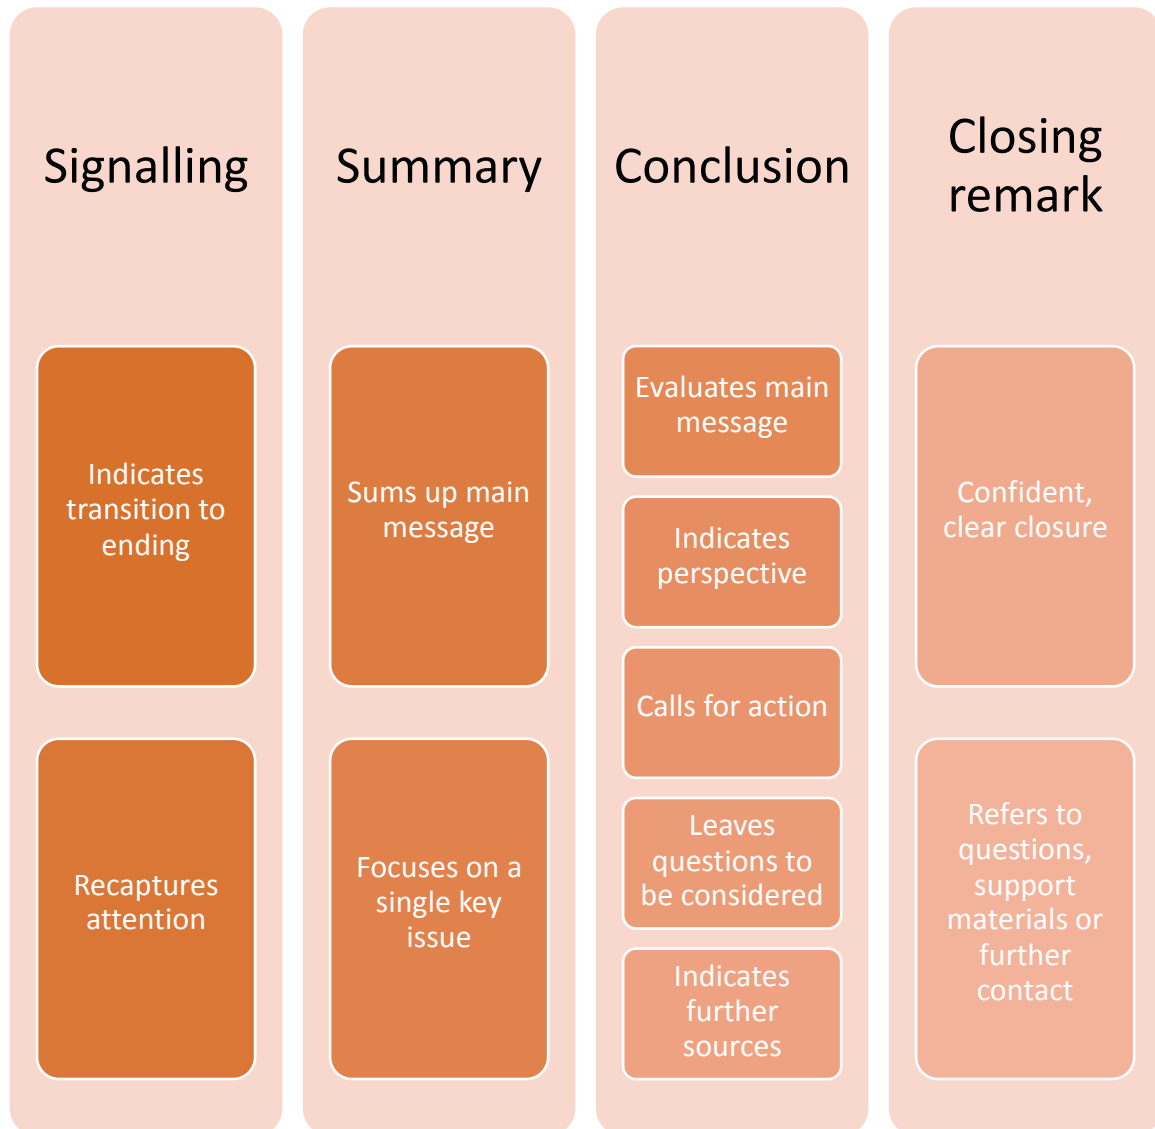 Signalling
Indicates
transition to
ending
Recaptures
attention
Summary
Sums up main
message
Focuses on a
single key
issue
Conclusion
Evaluates main
message
Indicates
perspective
Calls for action
Leaves
questions to
be considered
Indicates
further
sources
Closing
remark
Confident,
clear closure
Refers to
questions,
support
materials or
further
contact